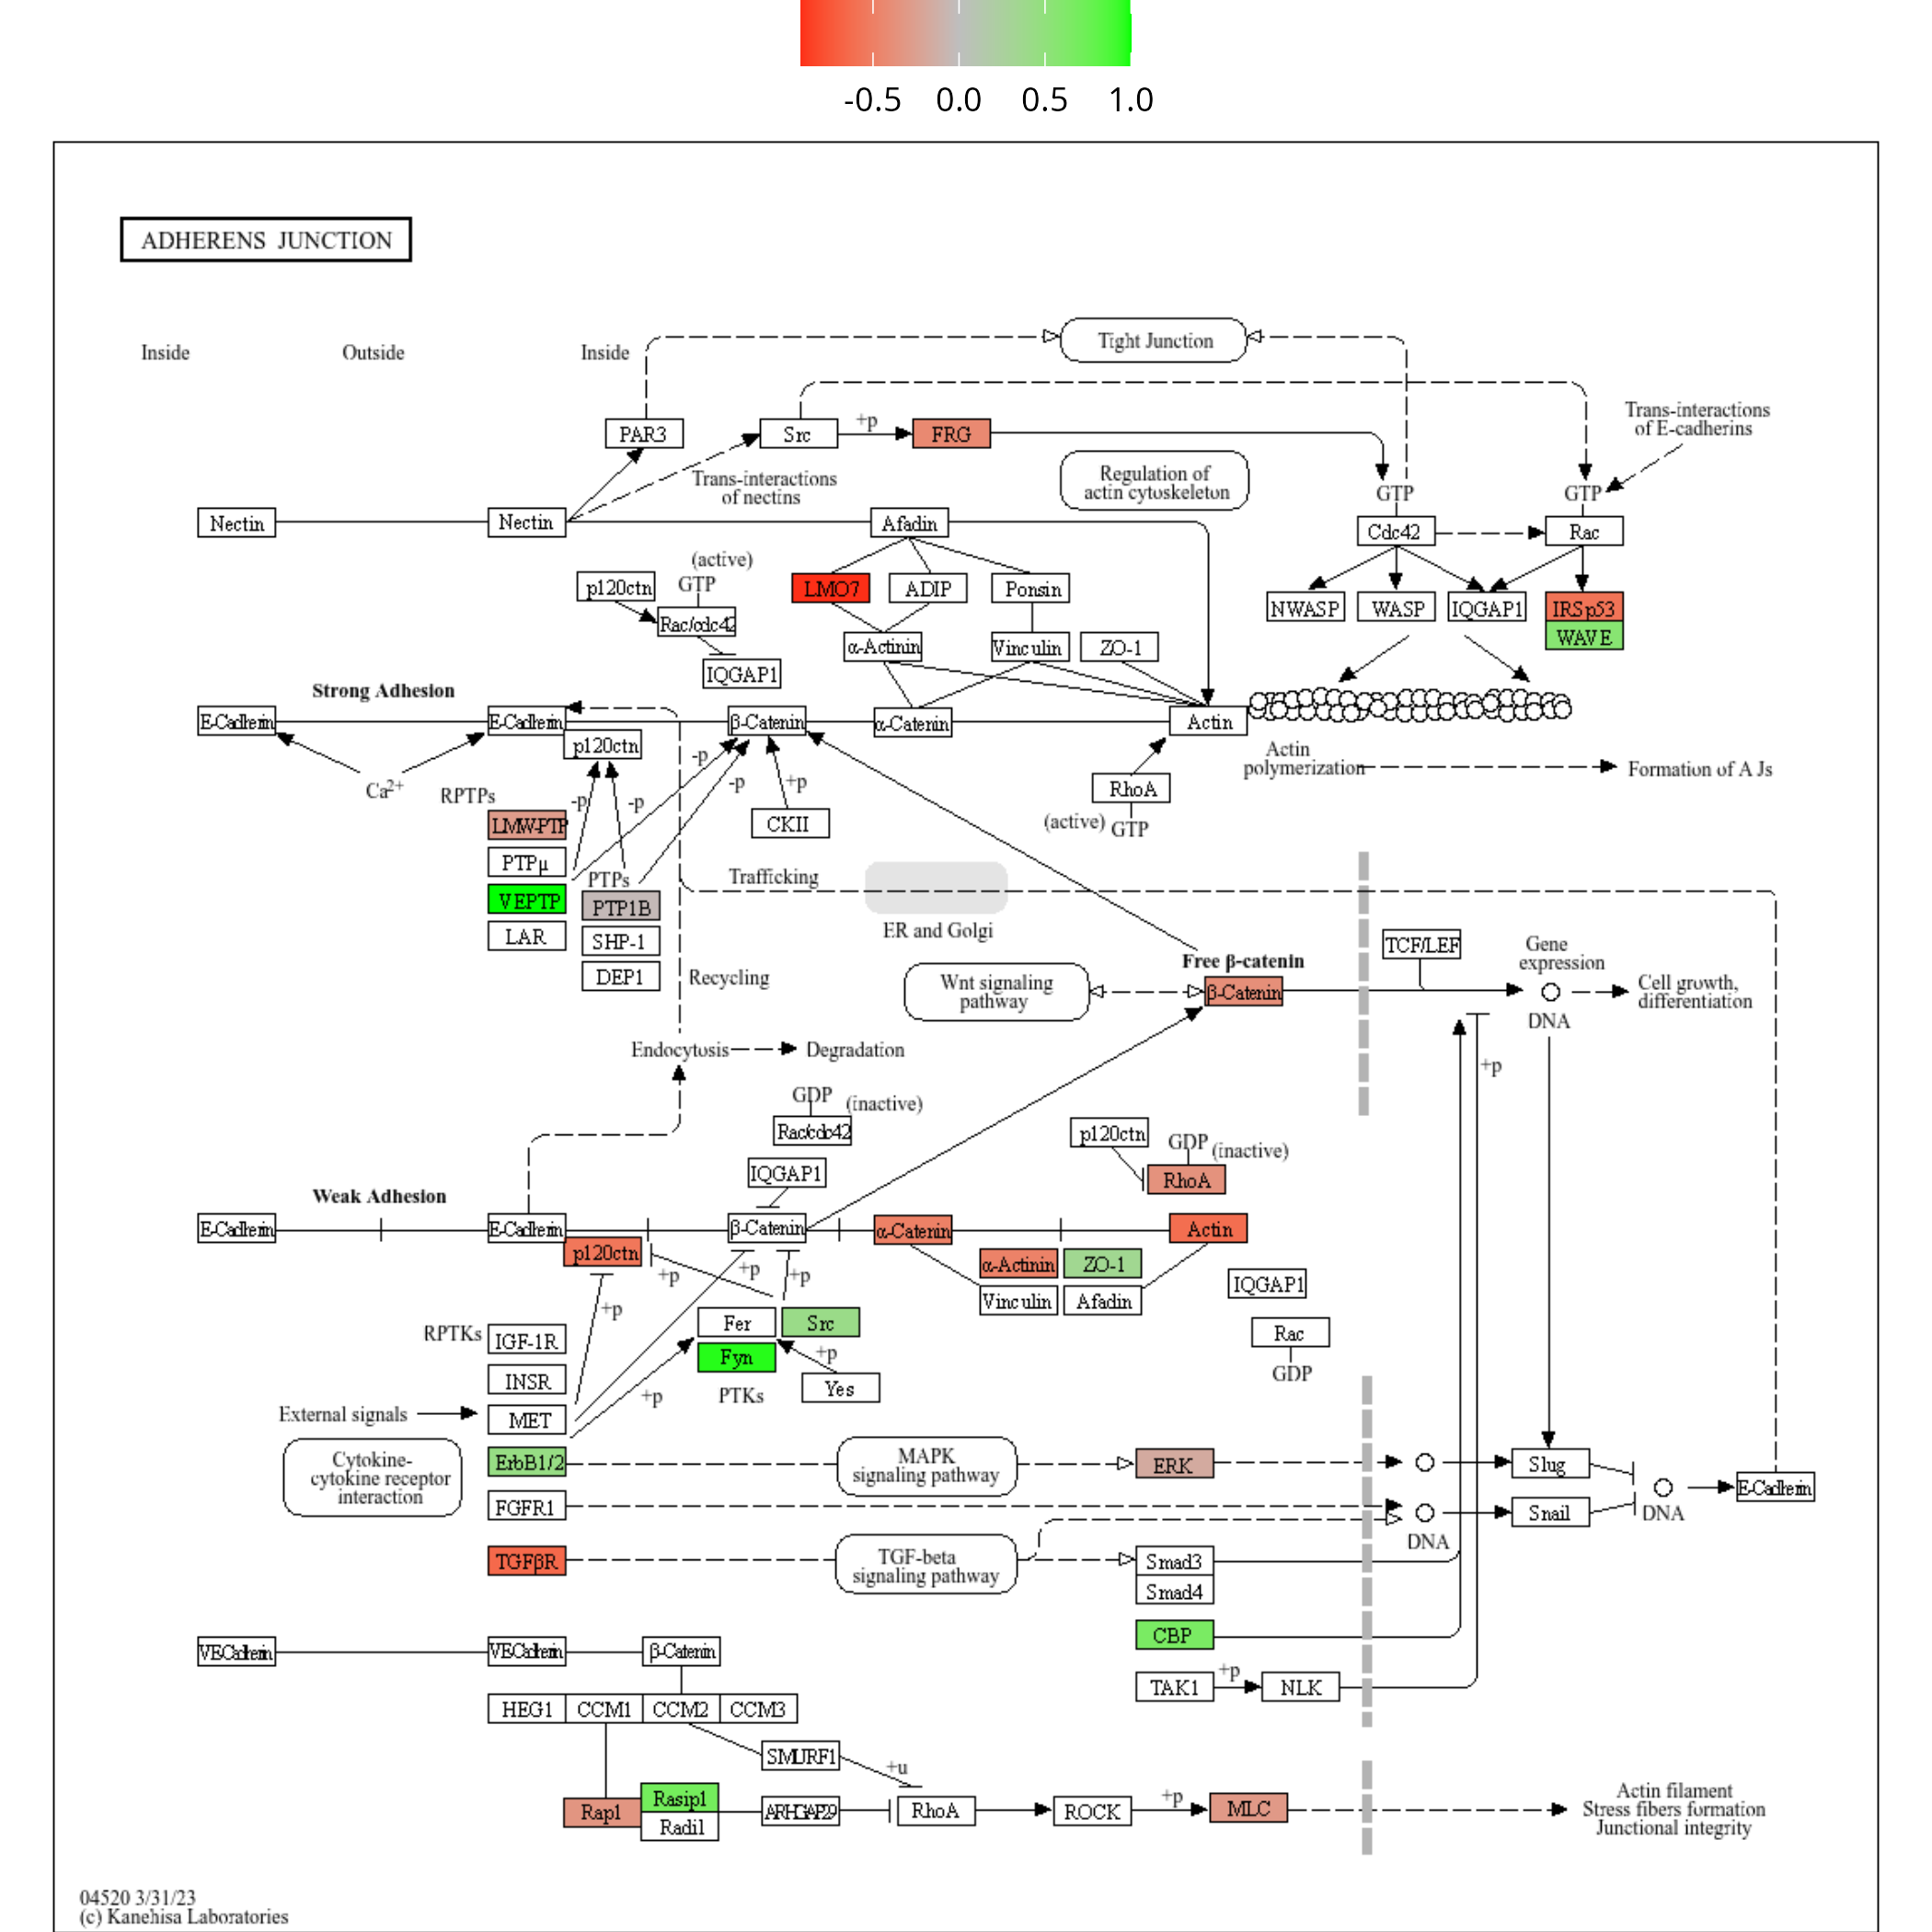 -0.5 0.0 0.5 1.0
ADHERENS JUNCTION
Inside
Outside
Inside
Tight Junction
Trans-interactions
of E-cadherins
PAR3
Src
+p
FRG
Trans-interactions
of nectins
Regulation of
actin cytoskeleton
GTP
GTP
Nectin
Nectin
Afadin
Cdc42
Rac
(active)
GTP
p120ctn
Rac/cdc42
IQGAP1
LMO7
ADIP
Ponsin
NWASP
WASP
IQGAP1
IRSp53
WAVE
α-Actinin
Vinculin
ZO-1
Strong Adhesion
E-Cadherin
E-Cadherin
p120ctn
β-Catenin
α-Catenin
Actin
Ca2+
Actin
polymerization
Formation of AJs
RPTPs
-p
-p
-p
-p
+p
CKII
RhoA
(active)
GTP
LMW-PTP
PTPμ
VEPTP
LAR
PTPs
PTP1B
SHP-1
DEP1
Trafficking
ER and Golgi
Recycling
Wnt signaling
pathway
Free β-catenin
β-Catenin
TCF/LEF
Gene
expression
DNA
Cell growth,
differentiation
Endocytosis
Degradation
+p
GDP
(inactive)
Rac/cdc42
IQGAP1
p120ctn
GDP
(inactive)
RhoA
Weak Adhesion
E-Cadherin
E-Cadherin
p120ctn
β-Catenin
α-Catenin
Actin
α-Actinin
ZO-1
Vinculin
Afadin
IQGAP1
Rac
GDP
+p
+p
+p
+p
RPTKs
IGF-1R
INSR
MET
ErbB1/2
FGFR1
TGFβR
Fer
Src
Fyn
+p
Yes
PTKs
+p
External signals
Cytokine-
cytokine receptor
interaction
MAPK
signaling pathway
ERK
Slug
Snail
DNA
DNA
E-Cadherin
TGF-beta
signaling pathway
Smad3
Smad4
CBP
TAK1
+p
NLK
VECadherin
VECadherin
β-Catenin
HEG1
CCM1
CCM2
CCM3
SMURF1
+u
Rap1
Rasip1
Radil
ARHGAP29
RhoA
ROCK
+p
MLC
Actin filament
Stress fibers formation
Junctional integrity
04520 3/31/23
(c) Kanehisa Laboratories